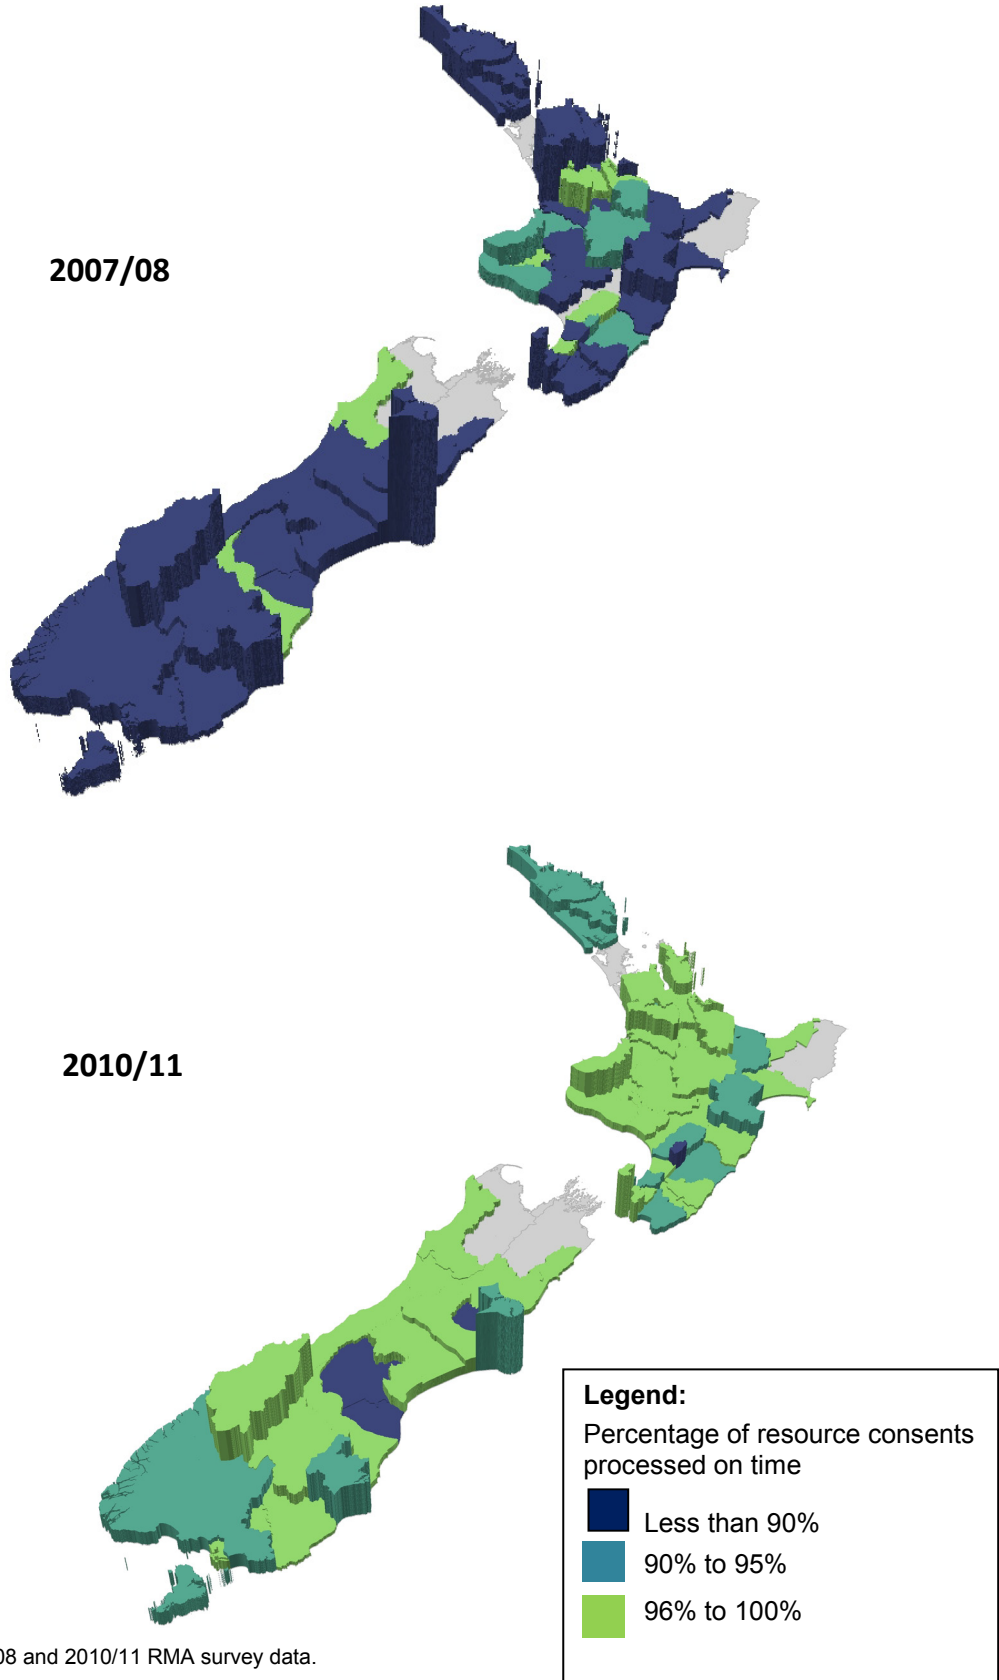 2007/08
2010/11
Legend:
Percentage of resource consents
processed on time
Less than 90%
90% to 95%
96% to 100%
08 and 2010/11 RMA survey data.